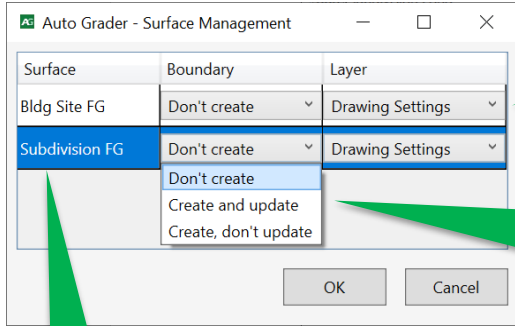 AG Auto Grader - Surface Management
Surface Boundary Layer
Bldg Site FG Don't create Drawing Settings
Subdivision FG Don't create Drawing Settings
Don't create
Create and update
Create, don't update
OK Cancel